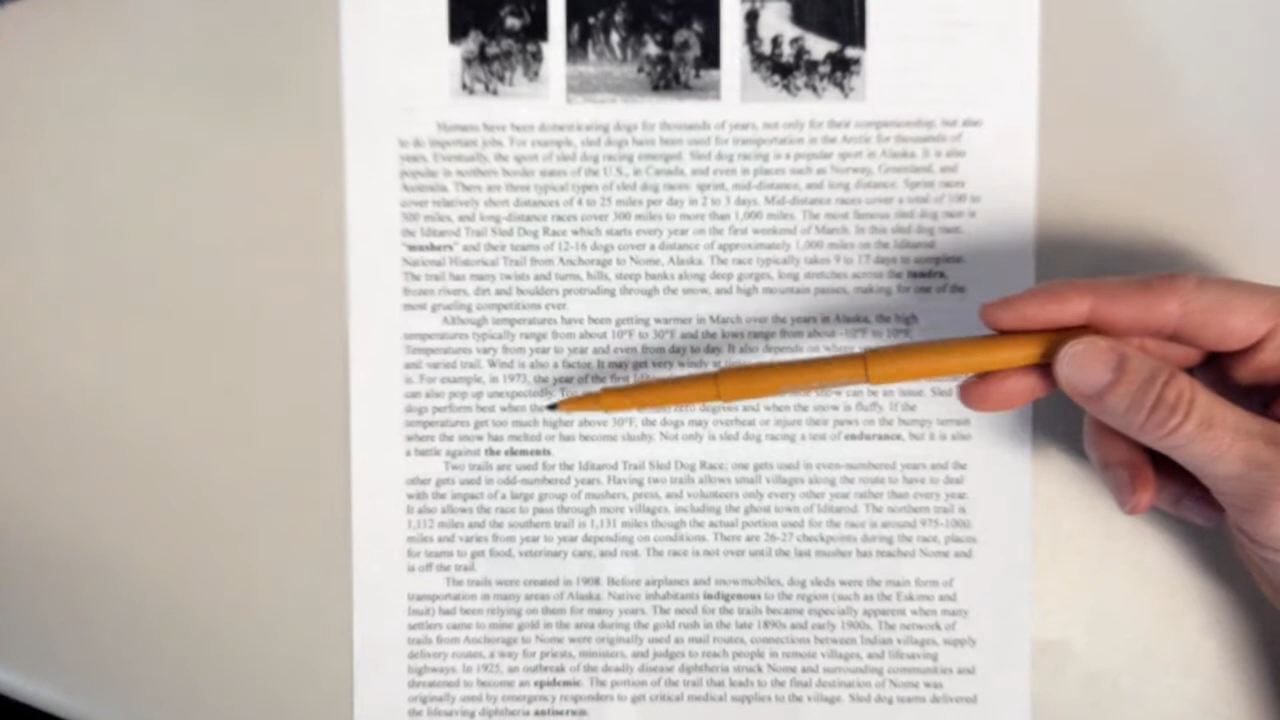 Humans have been domesticating dogs for thousands of years, not only for their companionship, but also
to do important jobs. For example, sled dogs have been used for transportation in the Arctic for thousands of
years. Eventually, the sport of sled dog racing emerged. Sled dog racing is a popular sport in Alaska. It is also
popular in northern border states of the U.S., in Canada, and even in places such as Norway, Greenland, and
Australia. There are three typical types of sled dog races: sprint, mid-distance, and long distance. Sprint races
cover relatively short distances of 4 to 25 miles per day in 2 to 3 days. Mid-distance races cover a total of 100 to
300 miles, and long-distance races cover 300 miles to more than 1,000 miles. The most famous sled dog race is
the Iditarod Trail Sled Dog Race which starts every year on the first weekend of March. In this sled dog race,
"mushers" and their teams of 12-16 dogs cover a distance of approximately 1,000 miles on the Iditarod
National Historical Trail from Anchorage to Nome, Alaska. The race typically takes 9 to 17 days to complete.
The trail has many twists and turns, hills, steep banks along deep gorges, long stretches across the tundra,
frozen rivers, dirt and boulders protruding through the snow, and high mountain passes, making for one of the
most grueling competitions ever.
Although temperatures have been getting warmer in March over the years in Alaska, the high
temperatures typically range from about 10°F to 30°F and the lows range from about -10°F to 10°F.
Temperatures vary from year to year and even from day to day. It also depends on where
and varied trail. Wind is also a factor. It may get very windy at
is. For example, in 1973, the year of the first
can also pop up unexpectedly. Too snow can be an issue. Sled
dogs perform best when the zero degrees and when the snow is fluffy. If the
temperatures get too much higher above 30°F, the dogs may overheat or injure their paws on the bumpy terrain
where the snow has melted or has become slushy. Not only is sled dog racing a test of endurance, but it is also
a battle against the elements.
Two trails are used for the Iditarod Trail Sled Dog Race; one gets used in even-numbered years and the
other gets used in odd-numbered years. Having two trails allows small villages along the route to have to deal
with the impact of a large group of mushers, press, and volunteers only every other year rather than every year.
It also allows the race to pass through more villages, including the ghost town of Iditarod. The northern trail is
1,112 miles and the southern trail is 1,131 miles though the actual portion used for the race is around 975-1000
miles and varies from year to year depending on conditions. There are 26-27 checkpoints during the race, places
for teams to get food, veterinary care, and rest. The race is not over until the last musher has reached Nome and
is off the trail.
The trails were created in 1908. Before airplanes and snowmobiles, dog sleds were the main form of
transportation in many areas of Alaska. Native inhabitants indigenous to the region (such as the Eskimo and
Inuit) had been relying on them for many years. The need for the trails became especially apparent when many
settlers came to mine gold in the area during the gold rush in the late 1890s and early 1900s. The network of
trails from Anchorage to Nome were originally used as mail routes, connections between Indian villages, supply
delivery routes, a way for priests, ministers, and judges to reach people in remote villages, and lifesaving
highways. In 1925, an outbreak of the deadly disease diphtheria struck Nome and surrounding communities and
threatened to become an epidemic. The portion of the trail that leads to the final destination of Nome was
originally used by emergency responders to get critical medical supplies to the village. Sled dog teams delivered
the lifesaving diphtheria antiserum.